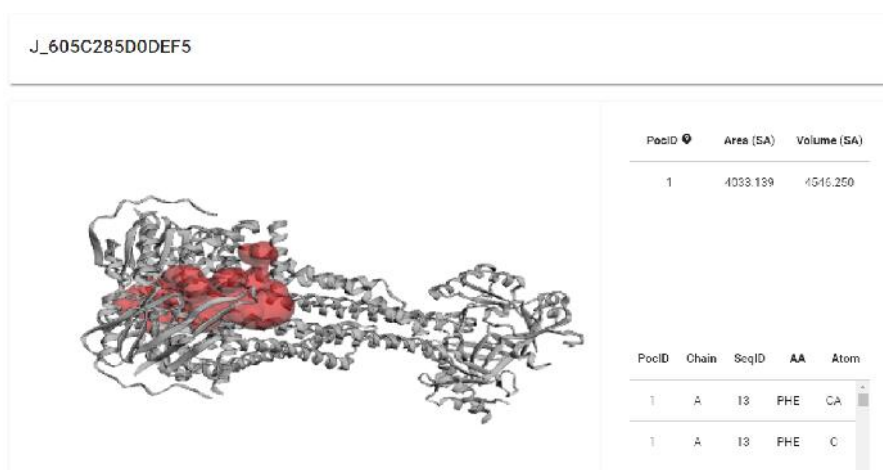 J_605C285D0DEF5
PocID Area (SA) Volume (SA)
1 4033.139 4546.250
PocID Chain SeqID AA Atom
1 A 13 PHE CA
1 A 13 PHE C